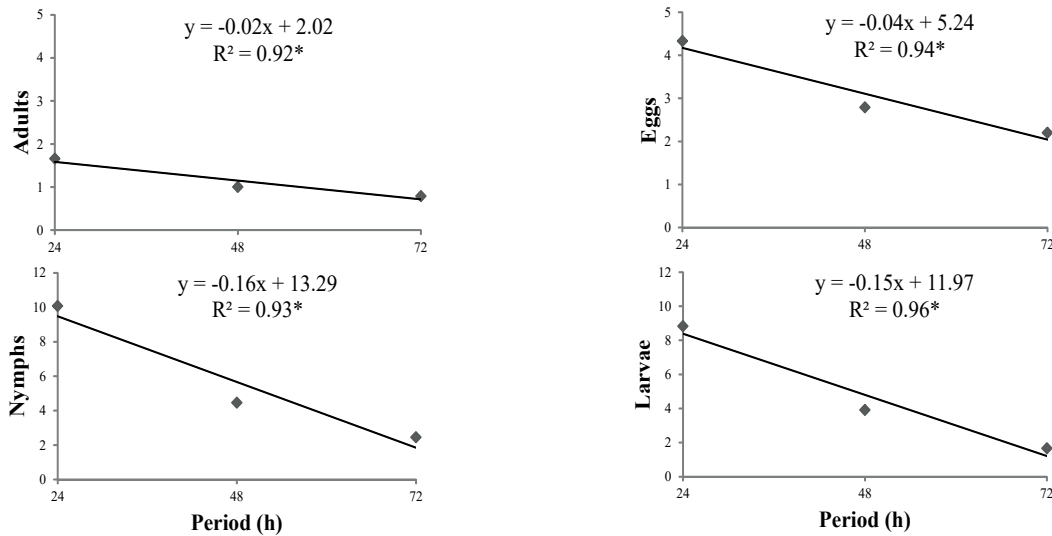 y = -0.02x + 2.02
R² = 0.92*
Adults
5
4
3
2
1
0
24
48
72
y = -0.04x + 5.24
R² = 0.94*
Eggs
5
4
3
2
1
0
24
48
72
y = -0.16x + 13.29
R² = 0.93*
Nymphs
12
10
8
6
4
2
0
24
48
72
Period (h)
y = -0.15x + 11.97
R² = 0.96*
Larvae
12
10
8
6
4
2
0
24
48
72
Period (h)